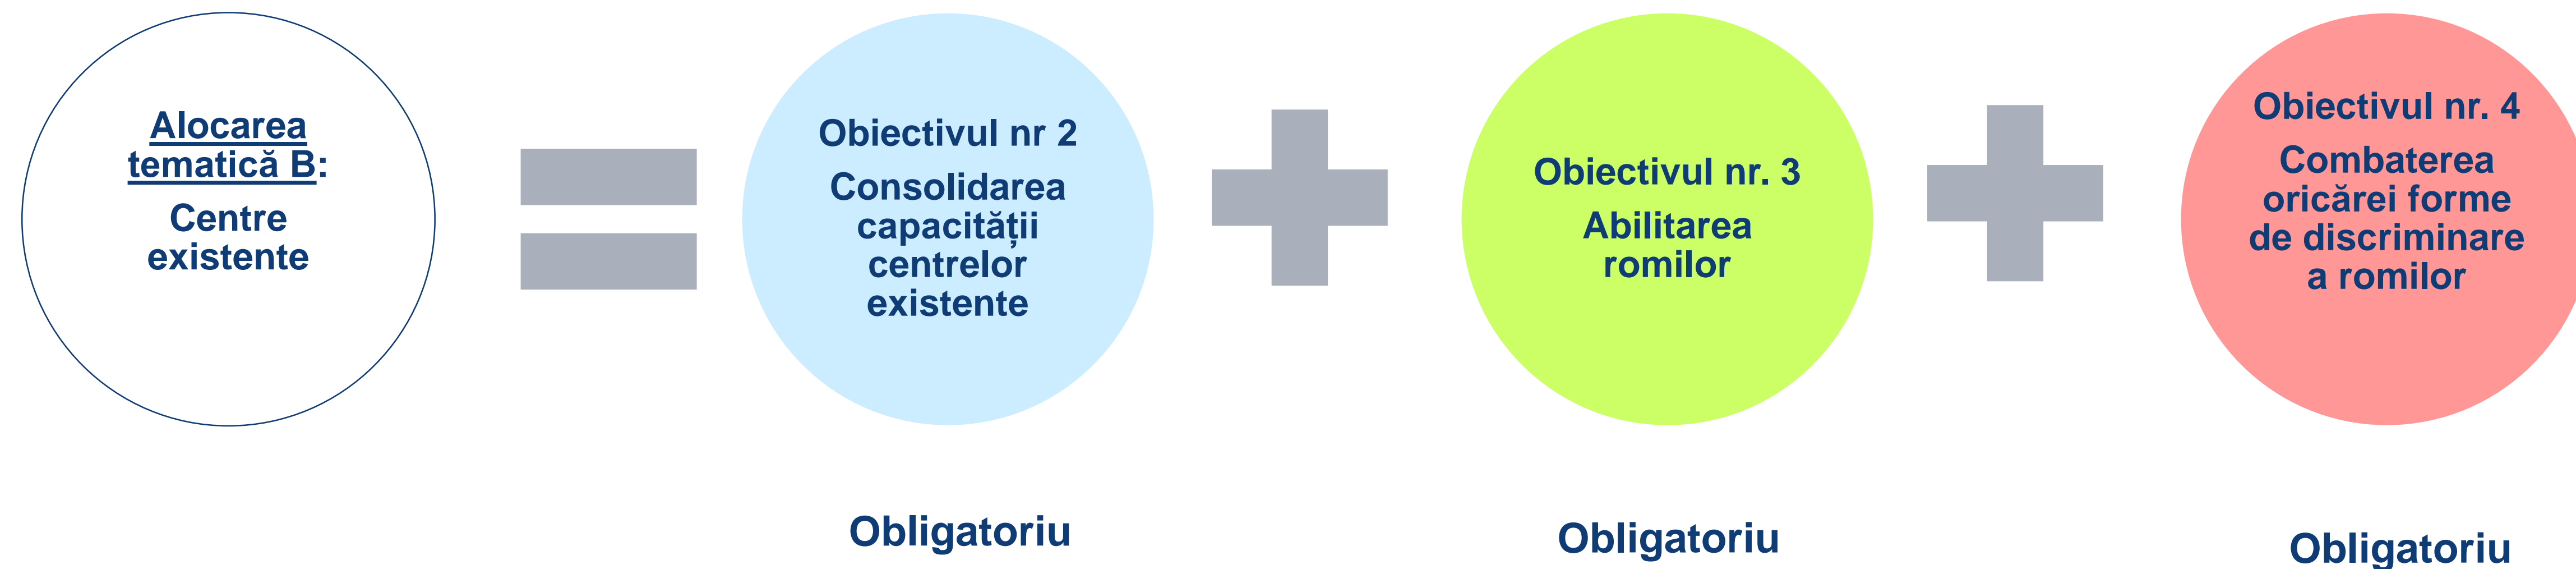 Alocarea
tematică B:
Centre
existente
Obiectivul nr 2
Consolidarea
capacității
centrelor
existente
Obligatoriu
Obiectivul nr. 3
Abilitarea
romilor
Obligatoriu
Obiectivul nr. 4
Combaterea
oricărei forme
de discriminare
a romilor
Obligatoriu